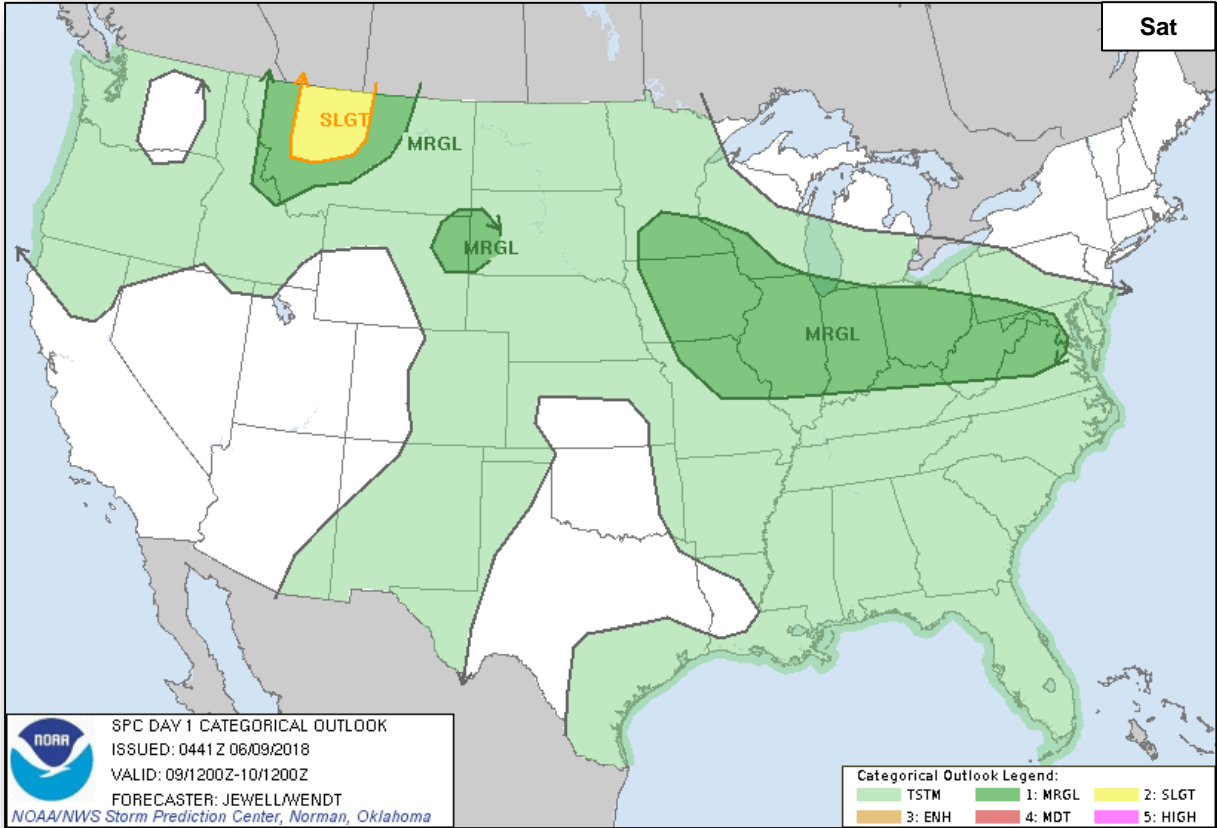 Sat
SLGT
MRGL
MRGL
MRGL
NOAA
SPC DAY 1 CATEGORICAL OUTLOOK
ISSUED: 0441Z 06/09/2018
VALID: 09/1200Z-10/1200Z
FORECASTER: JEWELL/WENDT
NOAA/NWS Storm Prediction Center, Norman, Oklahoma
Categorical Outlook Legend:
TSTM 1: MRGL 2: SLGT
3: ENH 4: MDT 5: HIGH